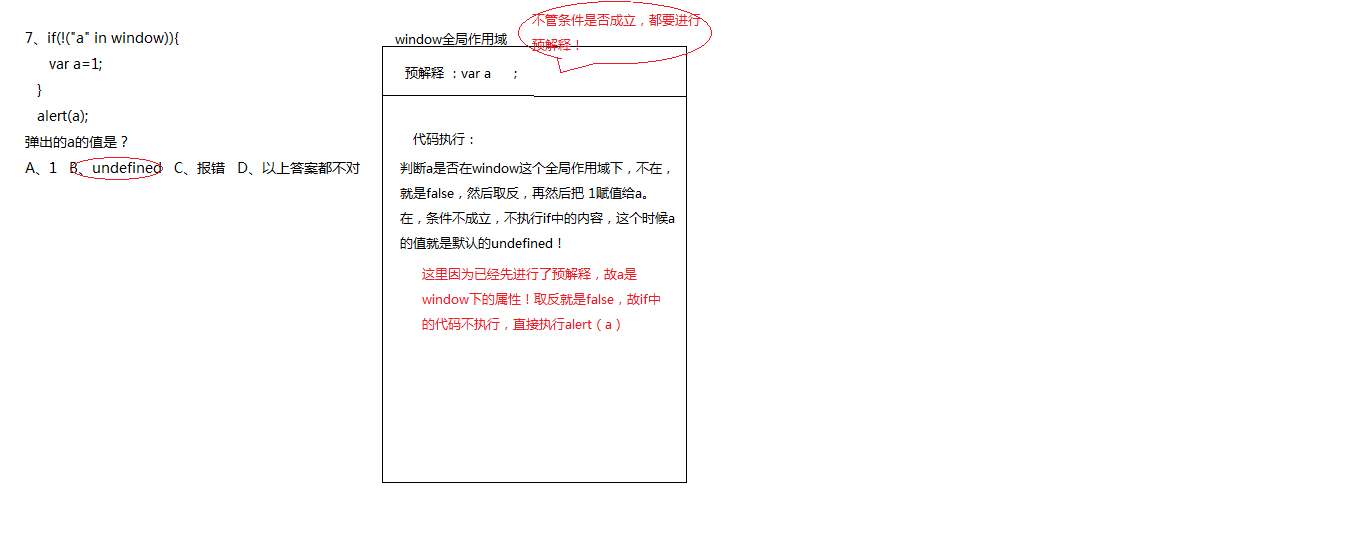 7、if(!("a" in window)){
var a=1;
}
alert(a);
弹出的a的值是？
A、1 B、undefined C、报错 D、以上答案都不对
window全局作用域
不管条件是否成立，都要进行
预解释！
预解释 ：var a ;
代码执行：
判断a是否在window这个全局作用域下，不在，
就是false，然后取反，再然后把 1赋值给a。
在，条件不成立，不执行if中的内容，这个时候a
的值就是默认的undefined！
这里因为已经先进行了预解释，故a是
window下的属性！取反就是false，故if中
的代码不执行，直接执行alert（a）